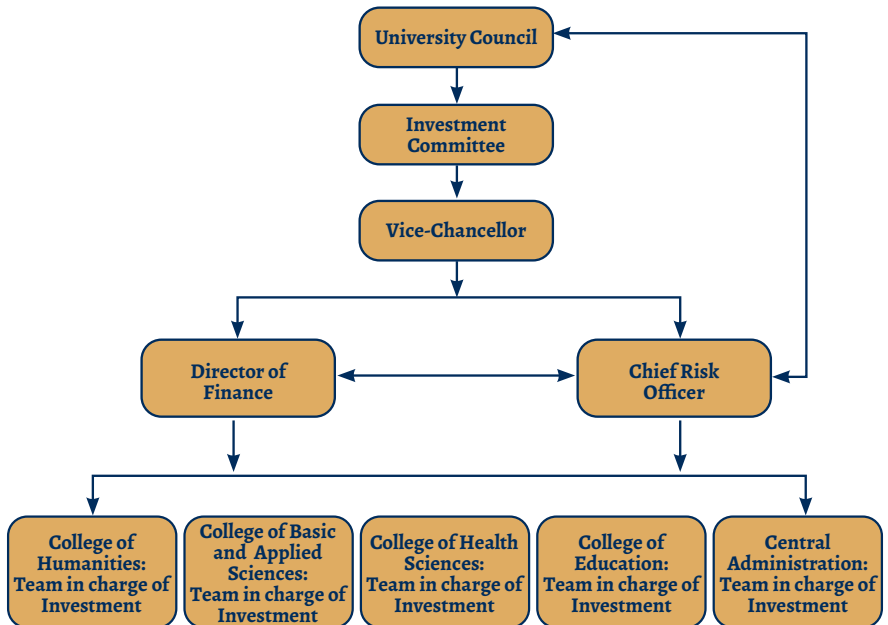 University Council
Investment
Committee
Vice-Chancellor
Director of
Finance
Chief Risk
Officer
College of
Humanities:
Team in charge of
Investment
College of Basic
and Applied
Sciences:
Team in charge of
Investment
College of Health
Sciences:
Team in charge of
Investment
College of
Education:
Team in charge of
Investment
Central
Administration:
Team in charge of
Investment